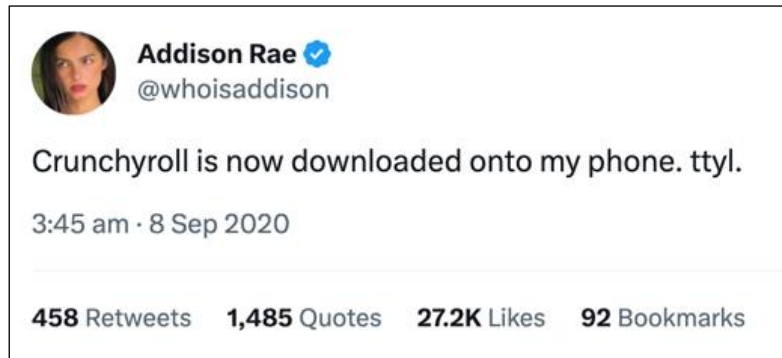 Addison Rae
@whoisaddison
Crunchyroll is now downloaded onto my phone. ttyl.
3:45 am · 8 Sep 2020
458 Retweets 1,485 Quotes 27.2K Likes 92 Bookmarks